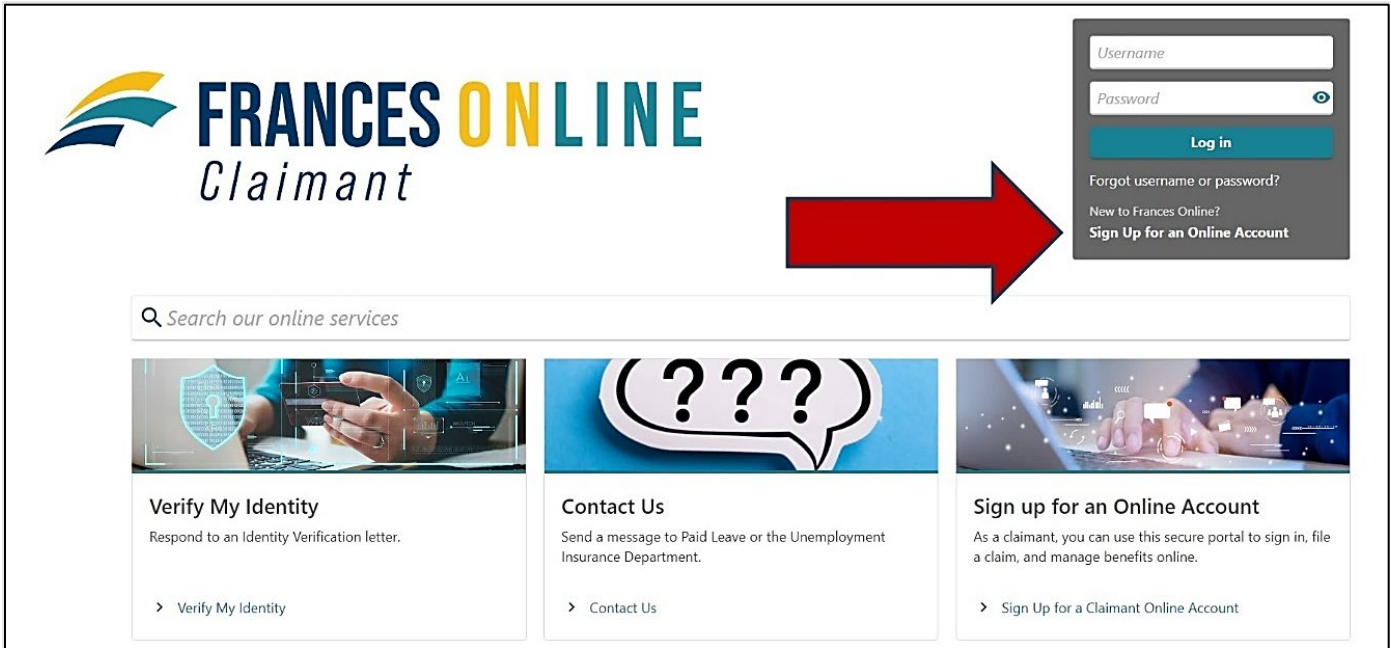 Username
Password
Log in
Forgot username or password?
New to Frances Online?
Sign Up for an Online Account
FRANCES ONLINE
Claimant
Search our online services
???
Verify My Identity
Respond to an Identity Verification letter.
Verify My Identity
Contact Us
Send a message to Paid Leave or the Unemployment
Insurance Department.
Contact Us
Sign up for an Online Account
As a claimant, you can use this secure portal to sign in, file
a claim, and manage benefits online.
Sign Up for a Claimant Online Account